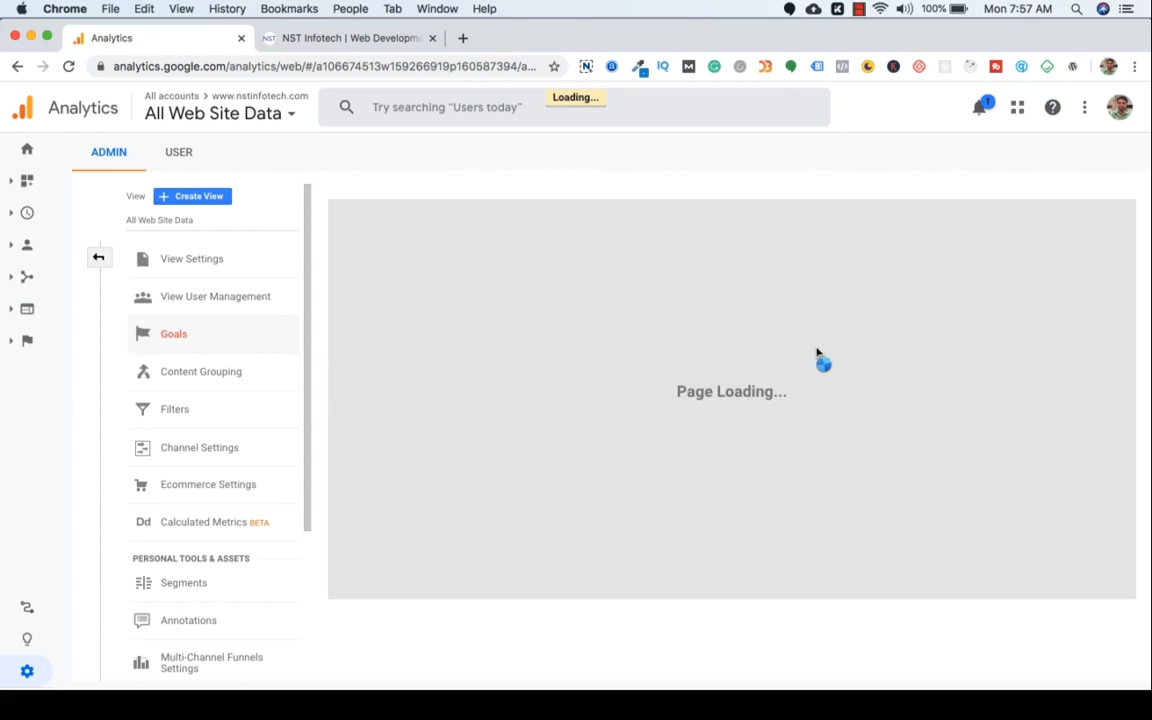 Chrome File Edit View History Bookmarks People Tab Window Help 100% Mon 7:57 AM
Analytics NST Infotech | Web Developm
analytics.google.com/analytics/web/#/a106674513w159266919p160587394/a...
Analytics All accounts > www.nstinfotech.com
All Web Site Data Try searching "Users today" Loading... 1
ADMIN USER
View + Create View
All Web Site Data
View Settings
View User Management
Goals
Content Grouping
Page Loading...
Filters
Channel Settings
Ecommerce Settings
Dd Calculated Metrics BETA
PERSONAL TOOLS & ASSETS
Segments
Annotations
Multi-Channel Funnels
Settings